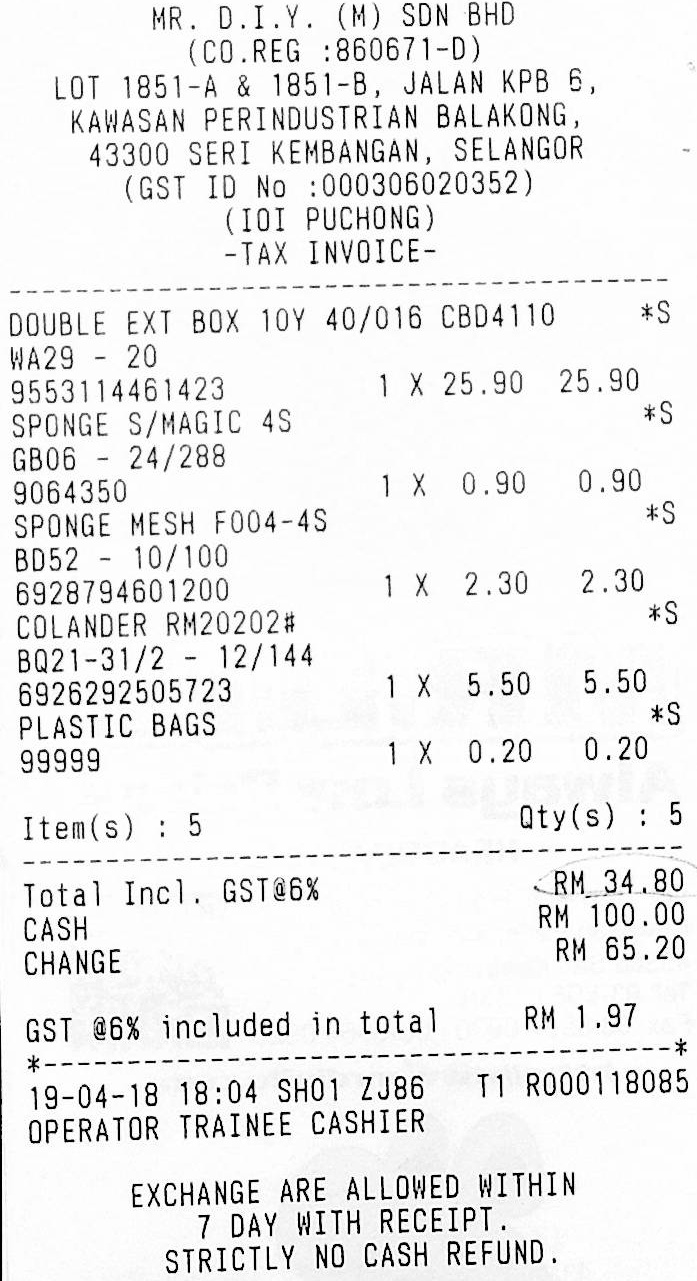 MR. D.I.Y. (M) SDN BHD
(CO.REG :860671-D)
LOT 1851-A & 1851-B, JALAN KPB 6,
KAWASAN PERINDUSTRIAN BALAKONG,
43300 SERI KEMBANGAN, SELANGOR
(GST ID No :000306020352)
(IOI PUCHONG)
-TAX INVOICE-
DOUBLE EXT BOX 10Y 40/016 CBD4110 *S
WA29 - 20
9553114461423 1 X 25.90 25.90
SPONGE S/MAGIC 4S *S
GB06 - 24/288
9064350 1 X 0.90 0.90
SPONGE MESH F004-4S *S
BD52 - 10/100
6928794601200 1 X 2.30 2.30
COLANDER RM20202# *S
BQ21-31/2 - 12/144
6926292505723 1 X 5.50 5.50
PLASTIC BAGS *S
99999 1 X 0.20 0.20
Item(s) : 5 Qty(s) : 5
Total Incl. GST@6% RM 34.80
CASH RM 100.00
CHANGE RM 65.20
GST @6% included in total RM 1.97
*--------------------------------------*
19-04-18 18:04 SH01 ZJ86 T1 R000118085
OPERATOR TRAINEE CASHIER
EXCHANGE ARE ALLOWED WITHIN
7 DAY WITH RECEIPT.
STRICTLY NO CASH REFUND.